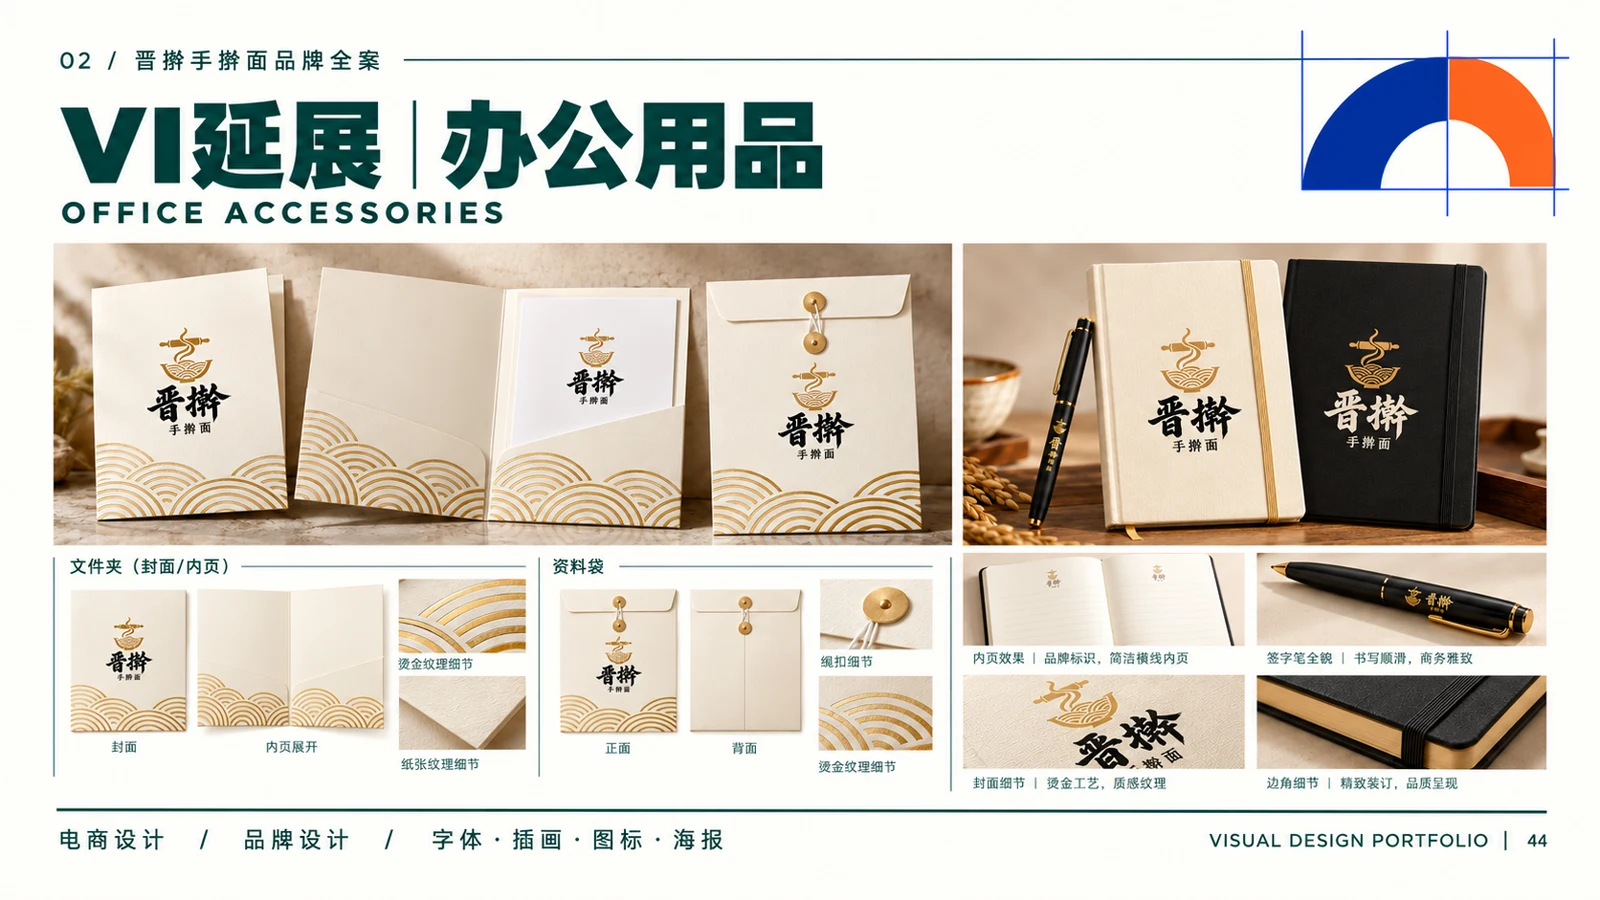 02 / 晋擀手擀面品牌全案
VI延展 | 办公用品
OFFICE ACCESSORIES
晋擀
手擀面
晋擀
手擀面
晋擀
手擀面
晋擀
手擀面
晋擀
手擀面
晋擀
文件夹（封面/内页）
晋擀
手擀面
封面
内页展开
烫金纹理细节
纸张纹理细节
资料袋
晋擀
手擀面
正面
背面
绳扣细节
烫金纹理细节
内页效果 | 品牌标识，简洁横线内页
晋擀
签字笔全貌 | 书写顺滑，商务雅致
晋擀
手擀面
封面细节 | 烫金工艺，质感纹理
边角细节 | 精致装订，品质呈现
电商设计 / 品牌设计 / 字体·插画·图标·海报
VISUAL DESIGN PORTFOLIO | 44